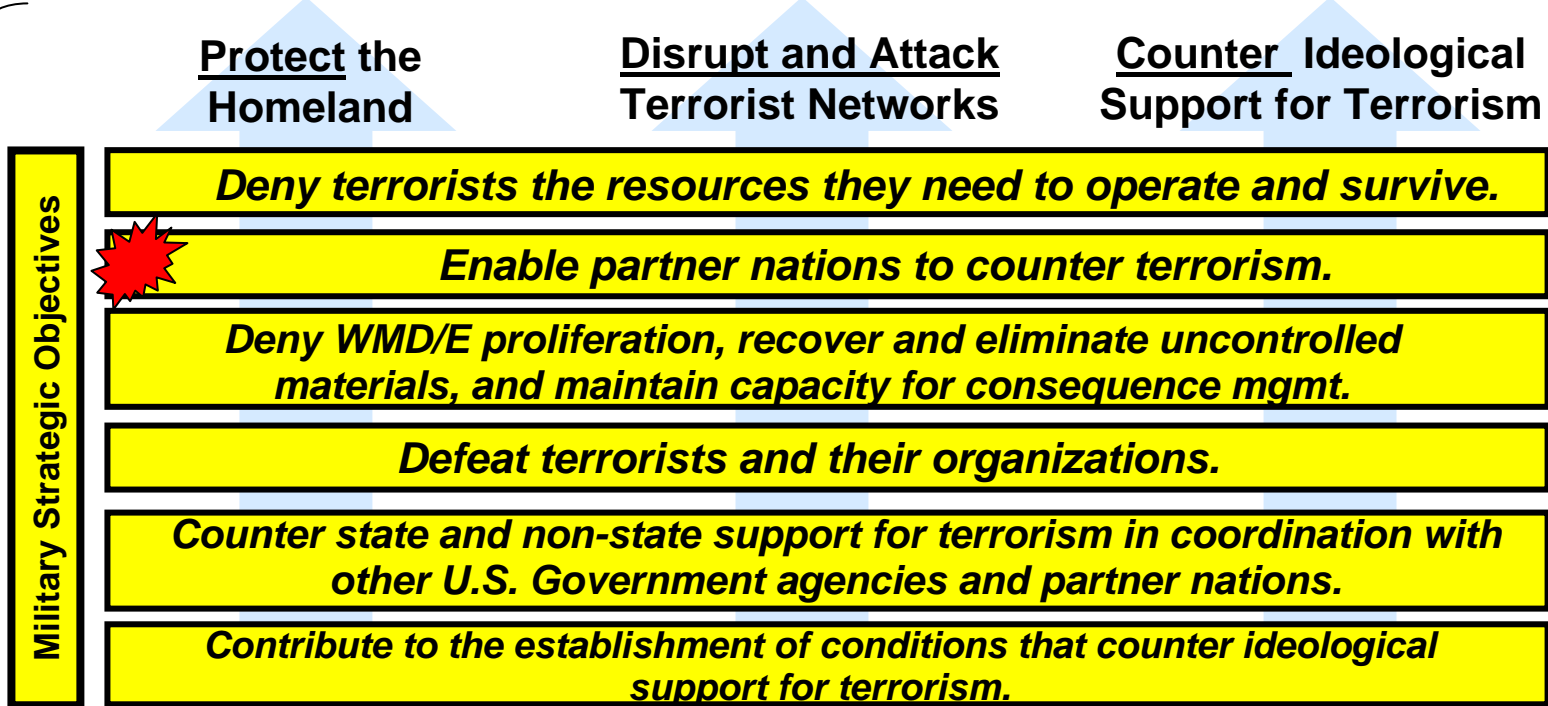 Protect the
Homeland
Disrupt and Attack
Terrorist Networks
Counter Ideological
Support for Terrorism
Military Strategic Objectives
Deny terrorists the resources they need to operate and survive.
Enable partner nations to counter terrorism.
Deny WMD/E proliferation, recover and eliminate uncontrolled
materials, and maintain capacity for consequence mgmt.
Defeat terrorists and their organizations.
Counter state and non-state support for terrorism in coordination with
other U.S. Government agencies and partner nations.
Contribute to the establishment of conditions that counter ideological
support for terrorism.